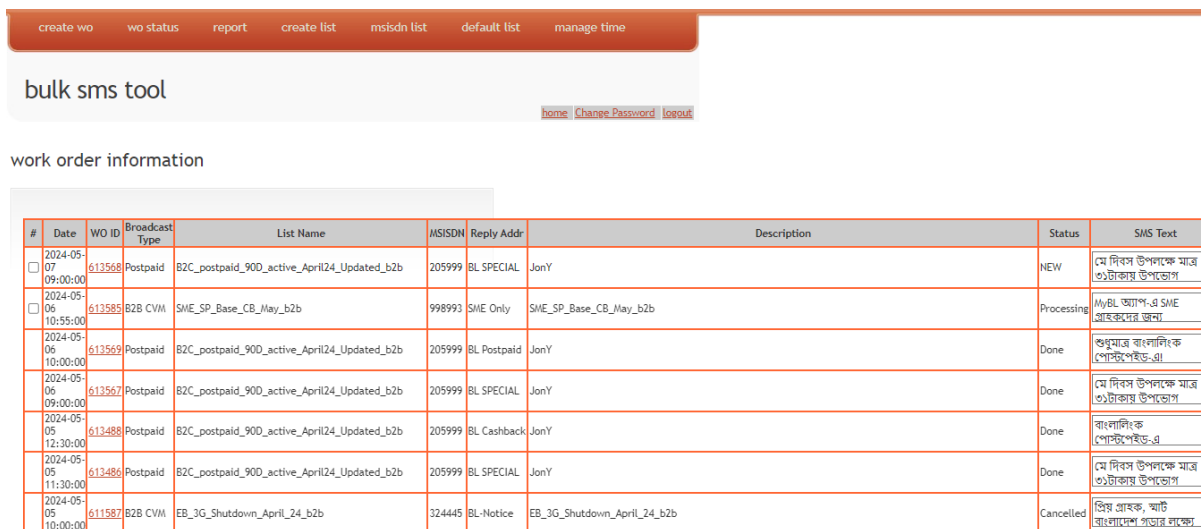 create wo wo status report create list msisdn list default list manage time
bulk sms tool
home Change Password logout
work order information
# Date WO ID Broadcast Type List Name MSISDN Reply Addr Description Status SMS Text
2024-05-07 09:00:00 613568 Postpaid B2C_postpaid_90D_active_April24_Updated_b2b 205999 BL SPECIAL JonY NEW মে দিবস উপলক্ষে মাত্র ৩১টাকায় উপভোগ
2024-05-06 10:55:00 613585 B2B CVM SME_SP_Base_CB_May_b2b 998993 SME Only SME_SP_Base_CB_May_b2b Processing MyBL অ্যাপ-এ SME গ্রাহকদের জন্য
2024-05-06 10:00:00 613569 Postpaid B2C_postpaid_90D_active_April24_Updated_b2b 205999 BL Postpaid JonY Done শুধুমাত্র বাংলালিংক পোস্টপেইড-এ!
2024-05-06 09:00:00 613567 Postpaid B2C_postpaid_90D_active_April24_Updated_b2b 205999 BL SPECIAL JonY Done মে দিবস উপলক্ষে মাত্র ৩১টাকায় উপভোগ
2024-05-05 12:30:00 613488 Postpaid B2C_postpaid_90D_active_April24_Updated_b2b 205999 BL Cashback JonY Done বাংলালিংক পোস্টপেইড-এ
2024-05-05 11:30:00 613486 Postpaid B2C_postpaid_90D_active_April24_Updated_b2b 205999 BL SPECIAL JonY Done মে দিবস উপলক্ষে মাত্র ৩১টাকায় উপভোগ
2024-05-05 10:00:00 611587 B2B CVM EB_3G_Shutdown_April_24_b2b 324445 BL-Notice EB_3G_Shutdown_April_24_b2b Cancelled প্রিয় গ্রাহক, স্মার্ট বাংলাদেশ গড়ার লক্ষ্যে